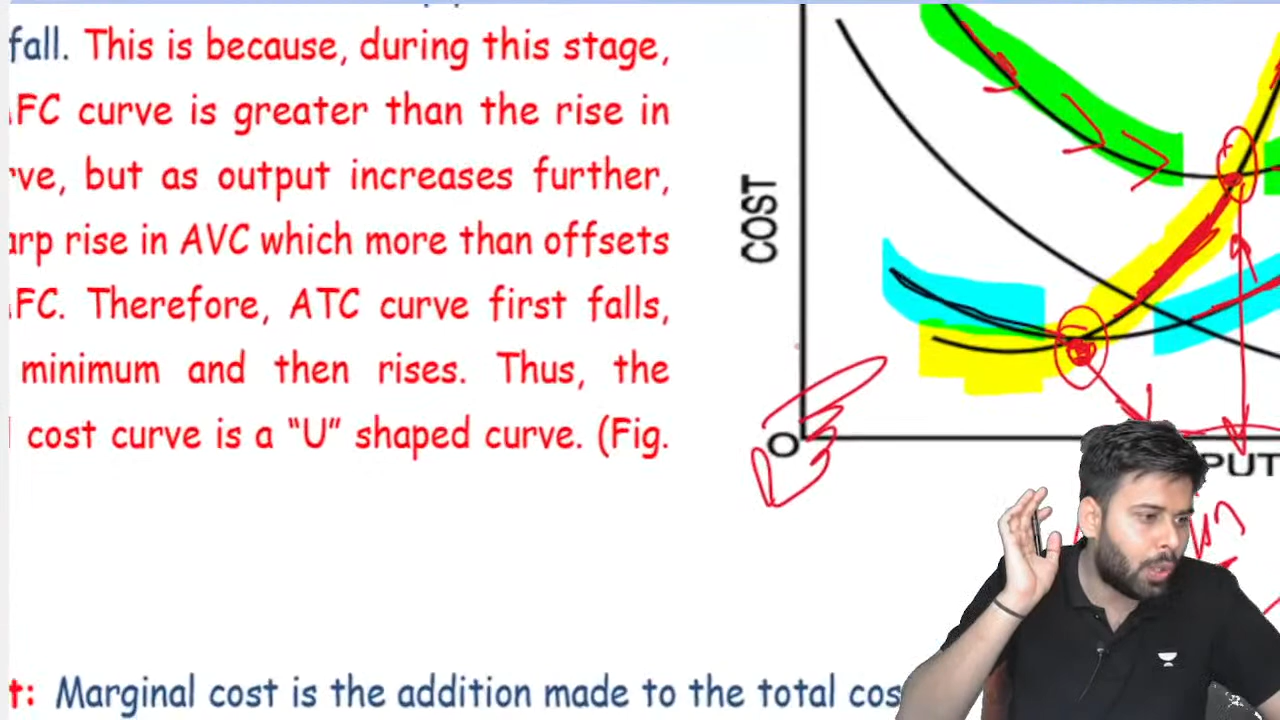 fall. This is because, during this stage,
FC curve is greater than the rise in
rve, but as output increases further,
arp rise in AVC which more than offsets
FC. Therefore, ATC curve first falls,
minimum and then rises. Thus, the
cost curve is a “U” shaped curve. (Fig.
COST
O
PUT
t: Marginal cost is the addition made to the total cos